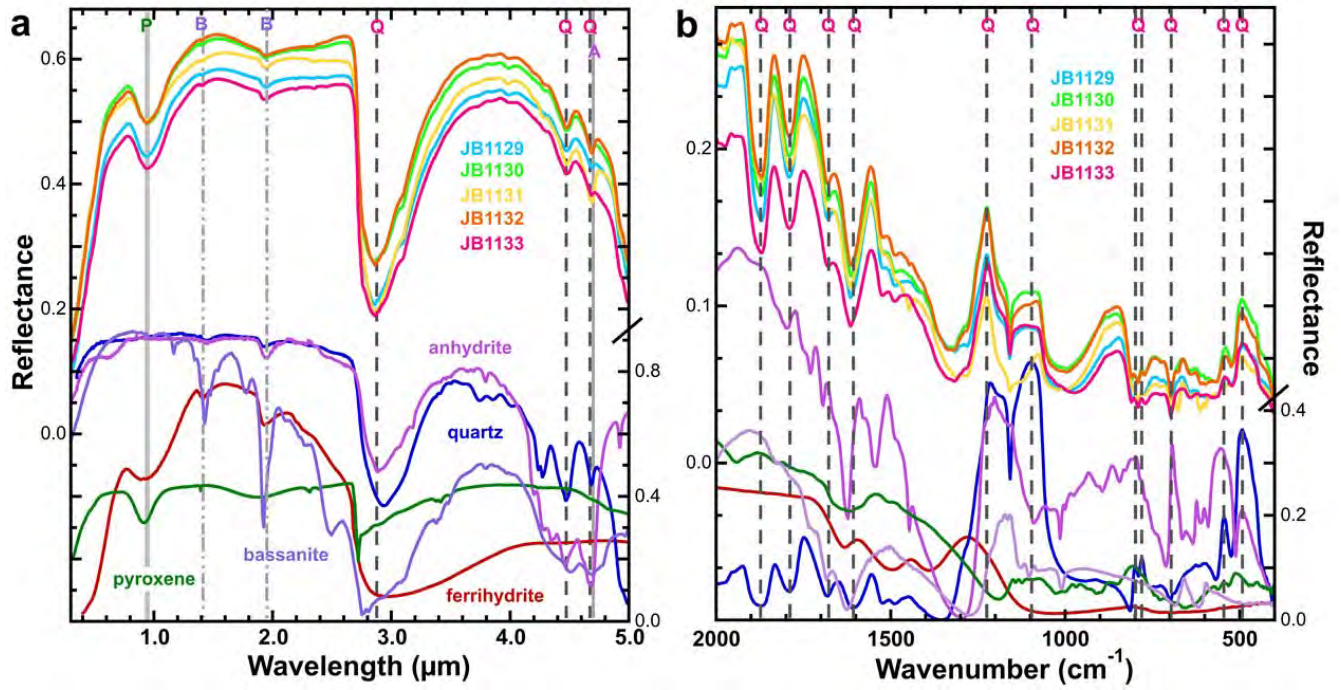 a
P B B Q Q Q
A
0.6
0.4
0.2
0.0
0.8
0.4
0.0
Reflectance
JB1129
JB1130
JB1131
JB1132
JB1133
anhydrite
quartz
bassanite
pyroxene
ferrihydrite
1.0 2.0 3.0 4.0 5.0
Wavelength (µm)
b
Q Q Q Q Q Q Q Q Q Q
JB1129
JB1130
JB1131
JB1132
JB1133
0.2
0.1
0.0
0.4
0.2
0.0
Reflectance
2000 1500 1000 500
Wavenumber (cm⁻¹)